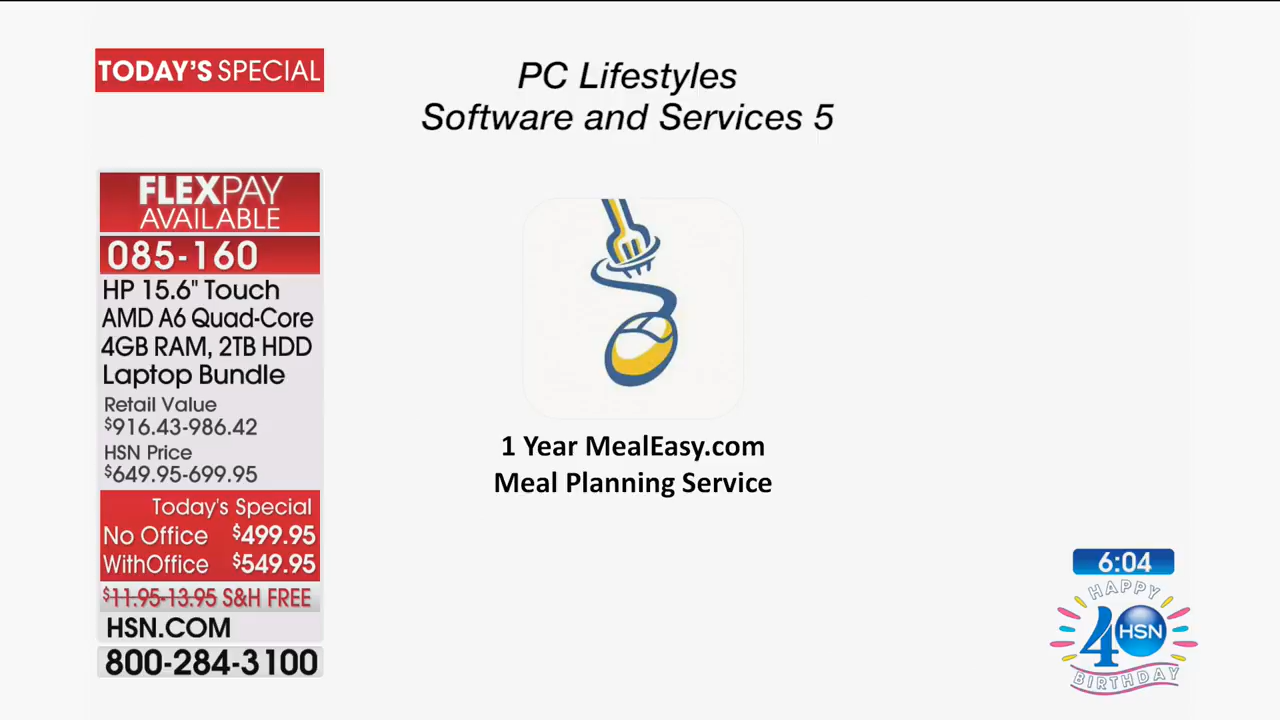 TODAY'S SPECIAL
PC Lifestyles
Software and Services 5
FLEXPAY
AVAILABLE
085-160
HP 15.6" Touch
AMD A6 Quad-Core
4GB RAM, 2TB HDD
Laptop Bundle
Retail Value
$916.43-986.42
HSN Price
$649.95-699.95
Today's Special
No Office $499.95
WithOffice $549.95
$11.95-13.95 S&H FREE
HSN.COM
800-284-3100
1 Year MealEasy.com
Meal Planning Service
6:04
HAPPY
40 HSN
BIRTHDAY